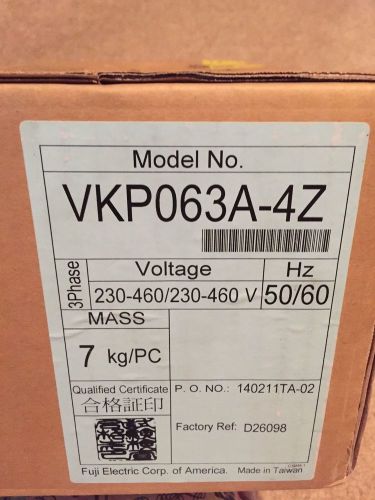 Model No.
VKP063A-4Z
3Phase
Voltage
Hz
230-460/230-460 V
50/60
MASS
7 kg/PC
Qualified Certificate
合格証印
P. O. NO.: 140211TA-02
Factory Ref: D26098
Fuji Electric Corp. of America. Made in Taiwan